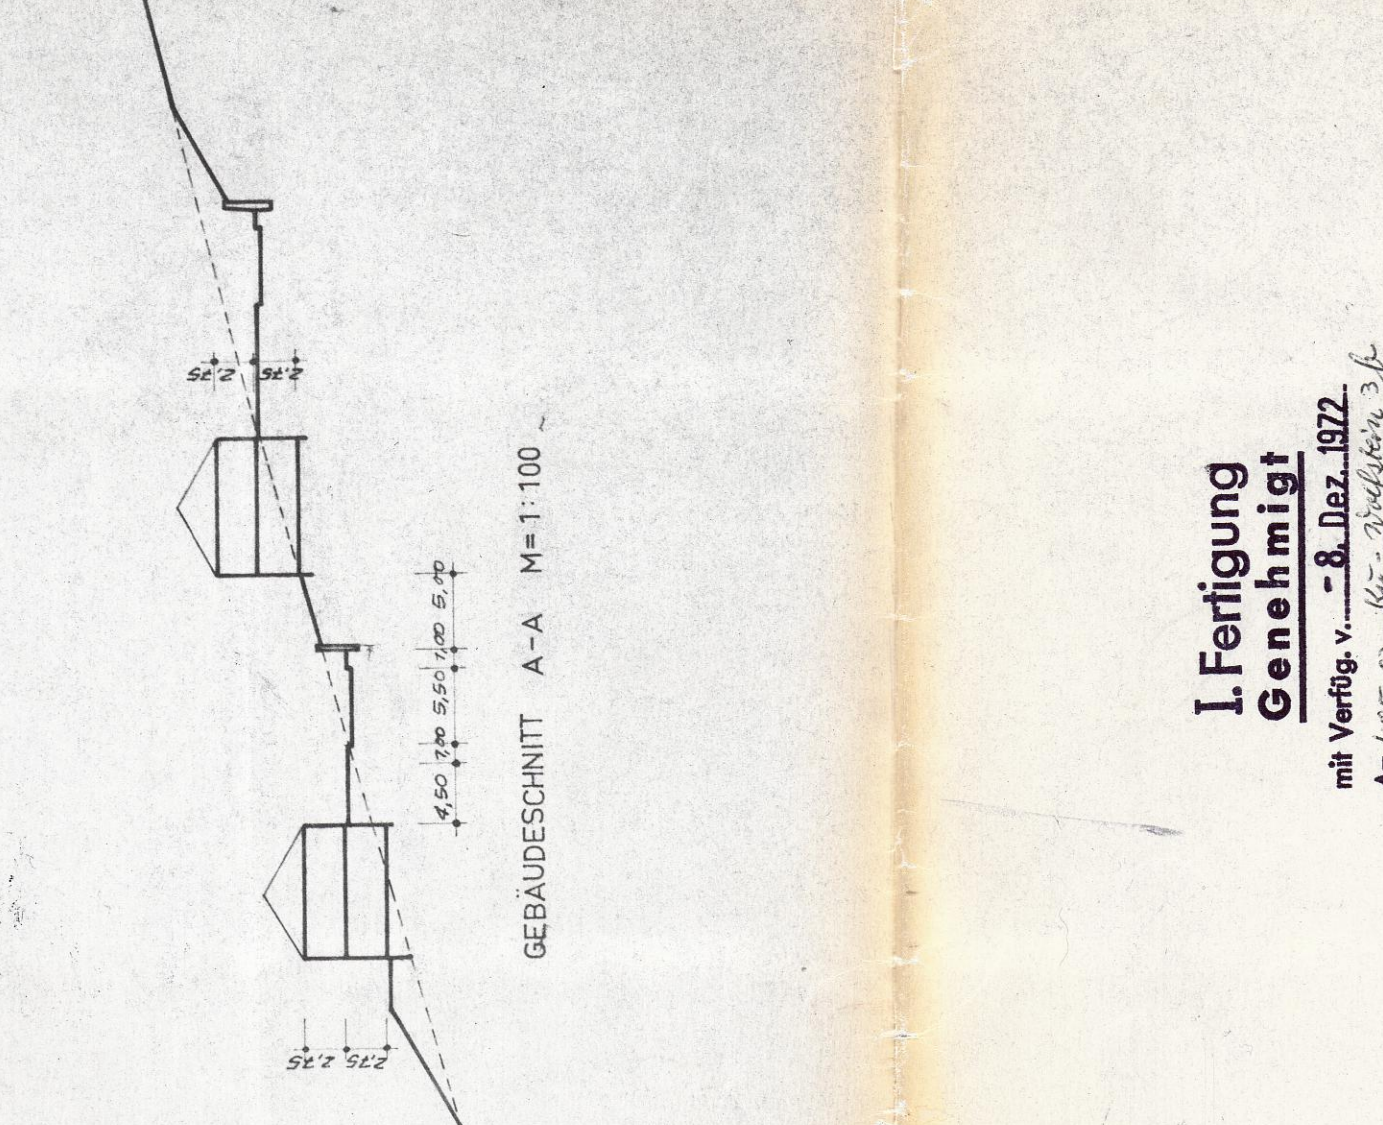 2,75 2,75
2,75 2,75
4,50 1,00 5,50 1,00 5,00
GEBÄUDESCHNITT A-A M=1:100
I. Fertigung
Genehmigt
mit Verfüg. v. - 8. Dez. 1972